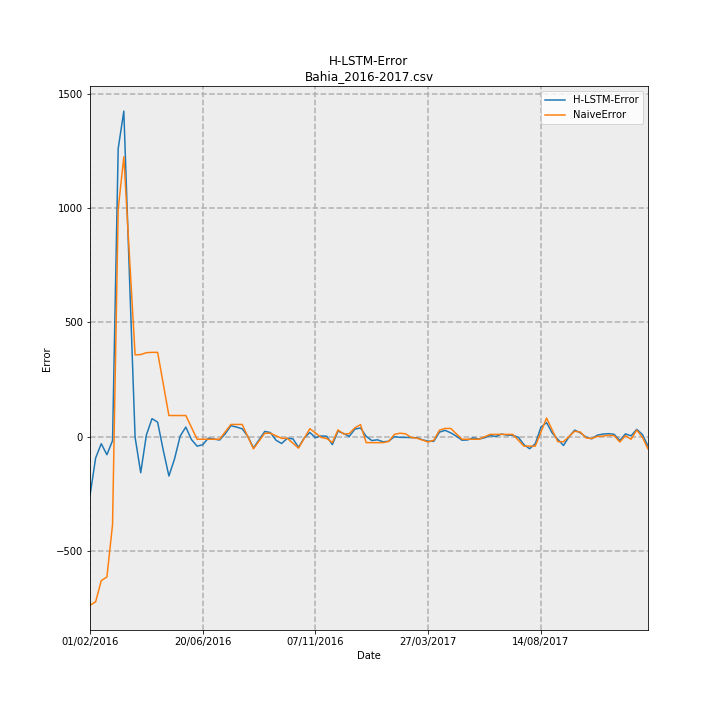 H-LSTM-Error
Bahia_2016-2017.csv
H-LSTM-Error
NaiveError
1500
1000
500
0
−500
Error
01/02/2016 20/06/2016 07/11/2016 27/03/2017 14/08/2017
Date